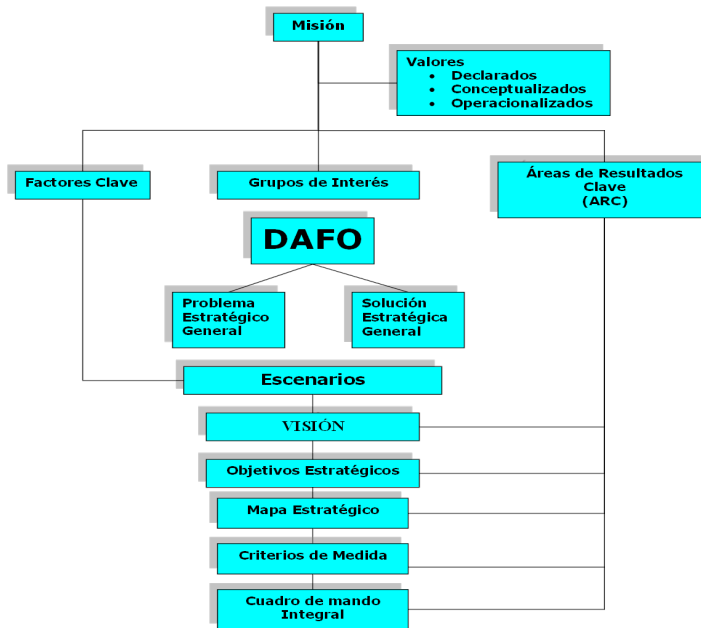 Misión
Valores
• Declarados
• Conceptualizados
• Operacionalizados
Factores Clave
Grupos de Interés
Áreas de Resultados
Clave
(ARC)
DAFO
Problema
Estratégico
General
Solución
Estratégica
General
Escenarios
VISIÓN
Objetivos Estratégicos
Mapa Estratégico
Criterios de Medida
Cuadro de mando
Integral